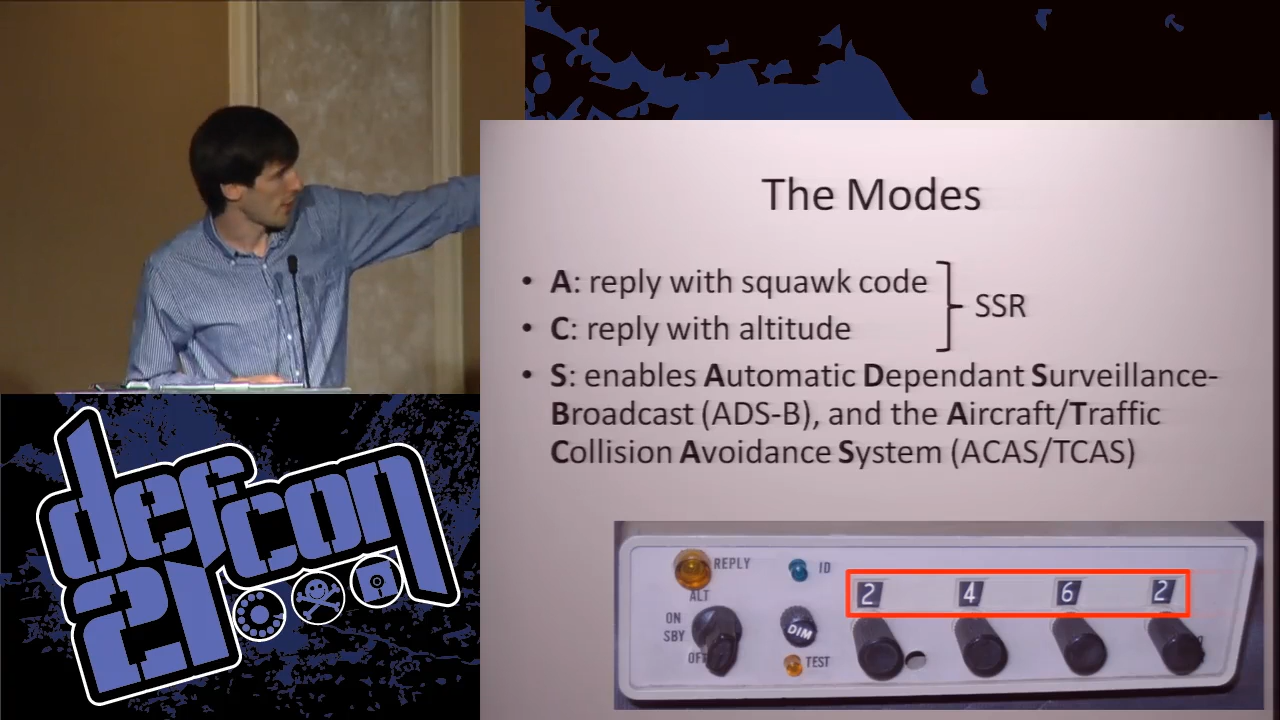 The Modes
• A: reply with squawk code
• C: reply with altitude
SSR
• S: enables Automatic Dependant Surveillance-
Broadcast (ADS-B), and the Aircraft/Traffic
Collision Avoidance System (ACAS/TCAS)
REPLY
ID
ALT
ON
SBY
OFF
DIM
TEST
2 4 6 2
defcon
21